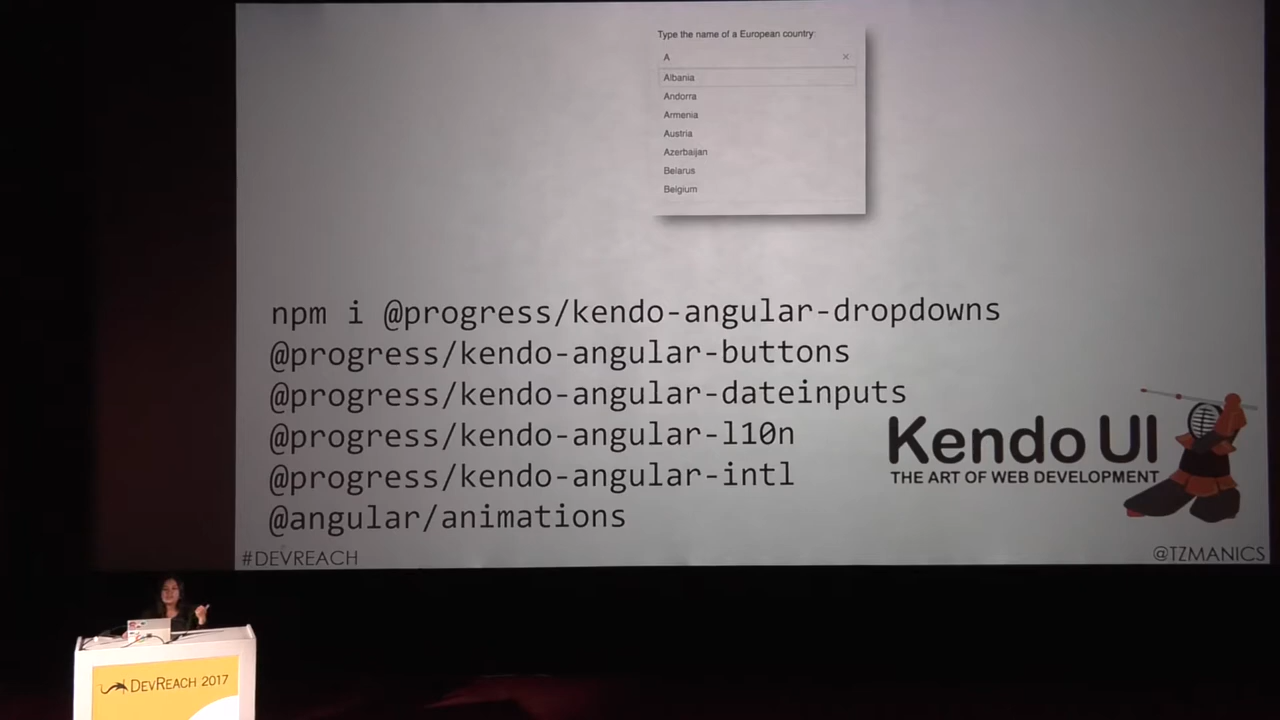 Type the name of a European country:
A
Albania
Andorra
Armenia
Austria
Azerbaijan
Belarus
Belgium
npm i @progress/kendo-angular-dropdowns
@progress/kendo-angular-buttons
@progress/kendo-angular-dateinputs
@progress/kendo-angular-l10n
@progress/kendo-angular-intl
@angular/animations
Kendo UI
THE ART OF WEB DEVELOPMENT
#DEVREACH
@TZMANICS
DEVREACH 2017